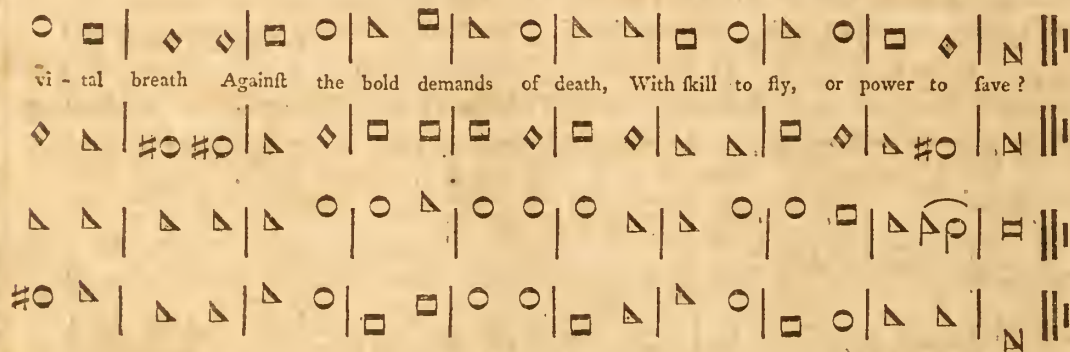 vi - tal breath Againſt the bold demands of death, With ſkill to fly, or power to ſave?